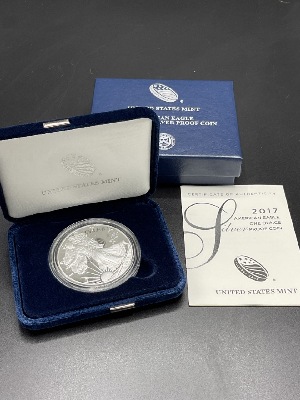 UNITED STATES MINT
AMERICAN EAGLE
SILVER PROOF COIN
UNITED STATES MINT
CERTIFICATE OF AUTHENTICITY
2017
AMERICAN EAGLE
ONE OUNCE
Silver PROOF COIN
UNITED STATES MINT